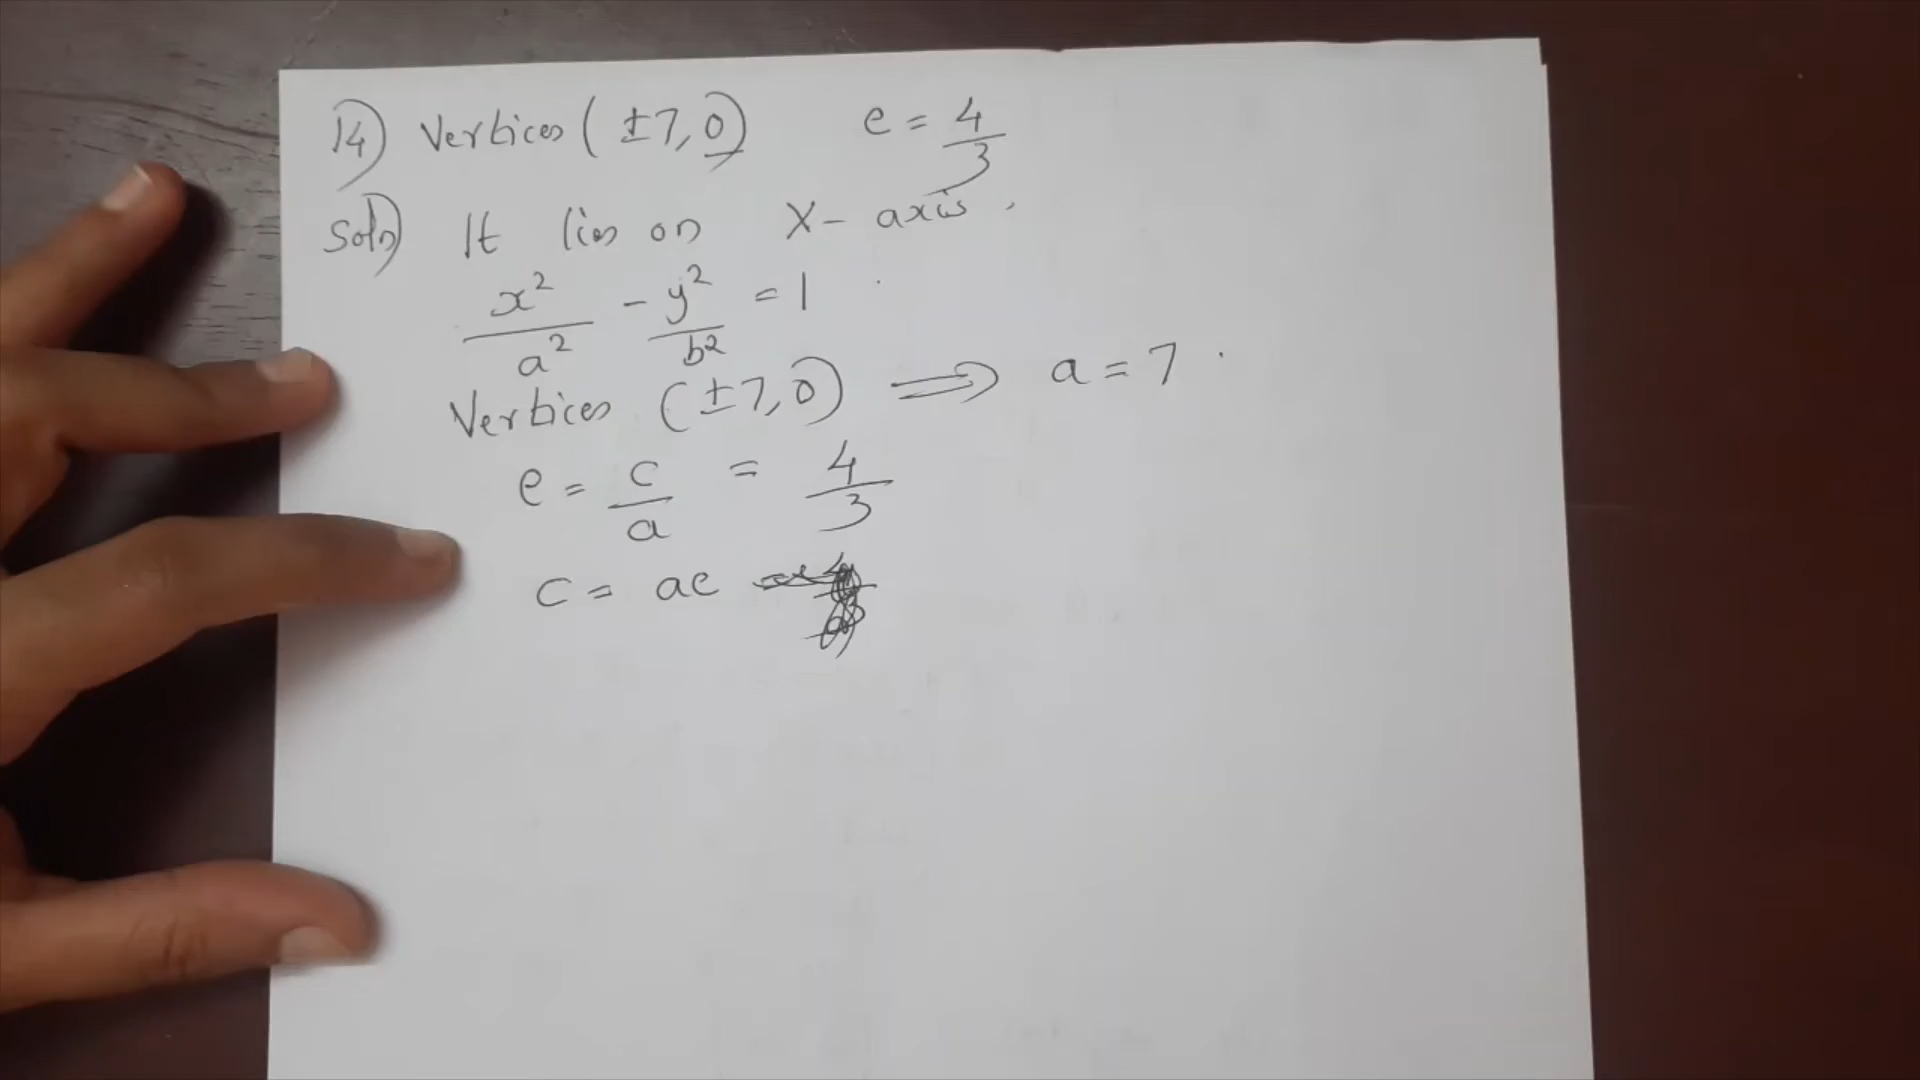 14) Vertices (±7, 0) e = 4/3
Soln) It lies on X-axis.
x²/a² - y²/b² = 1
Vertices (±7, 0) ⟹ a = 7.
e = c/a = 4/3
c = ae